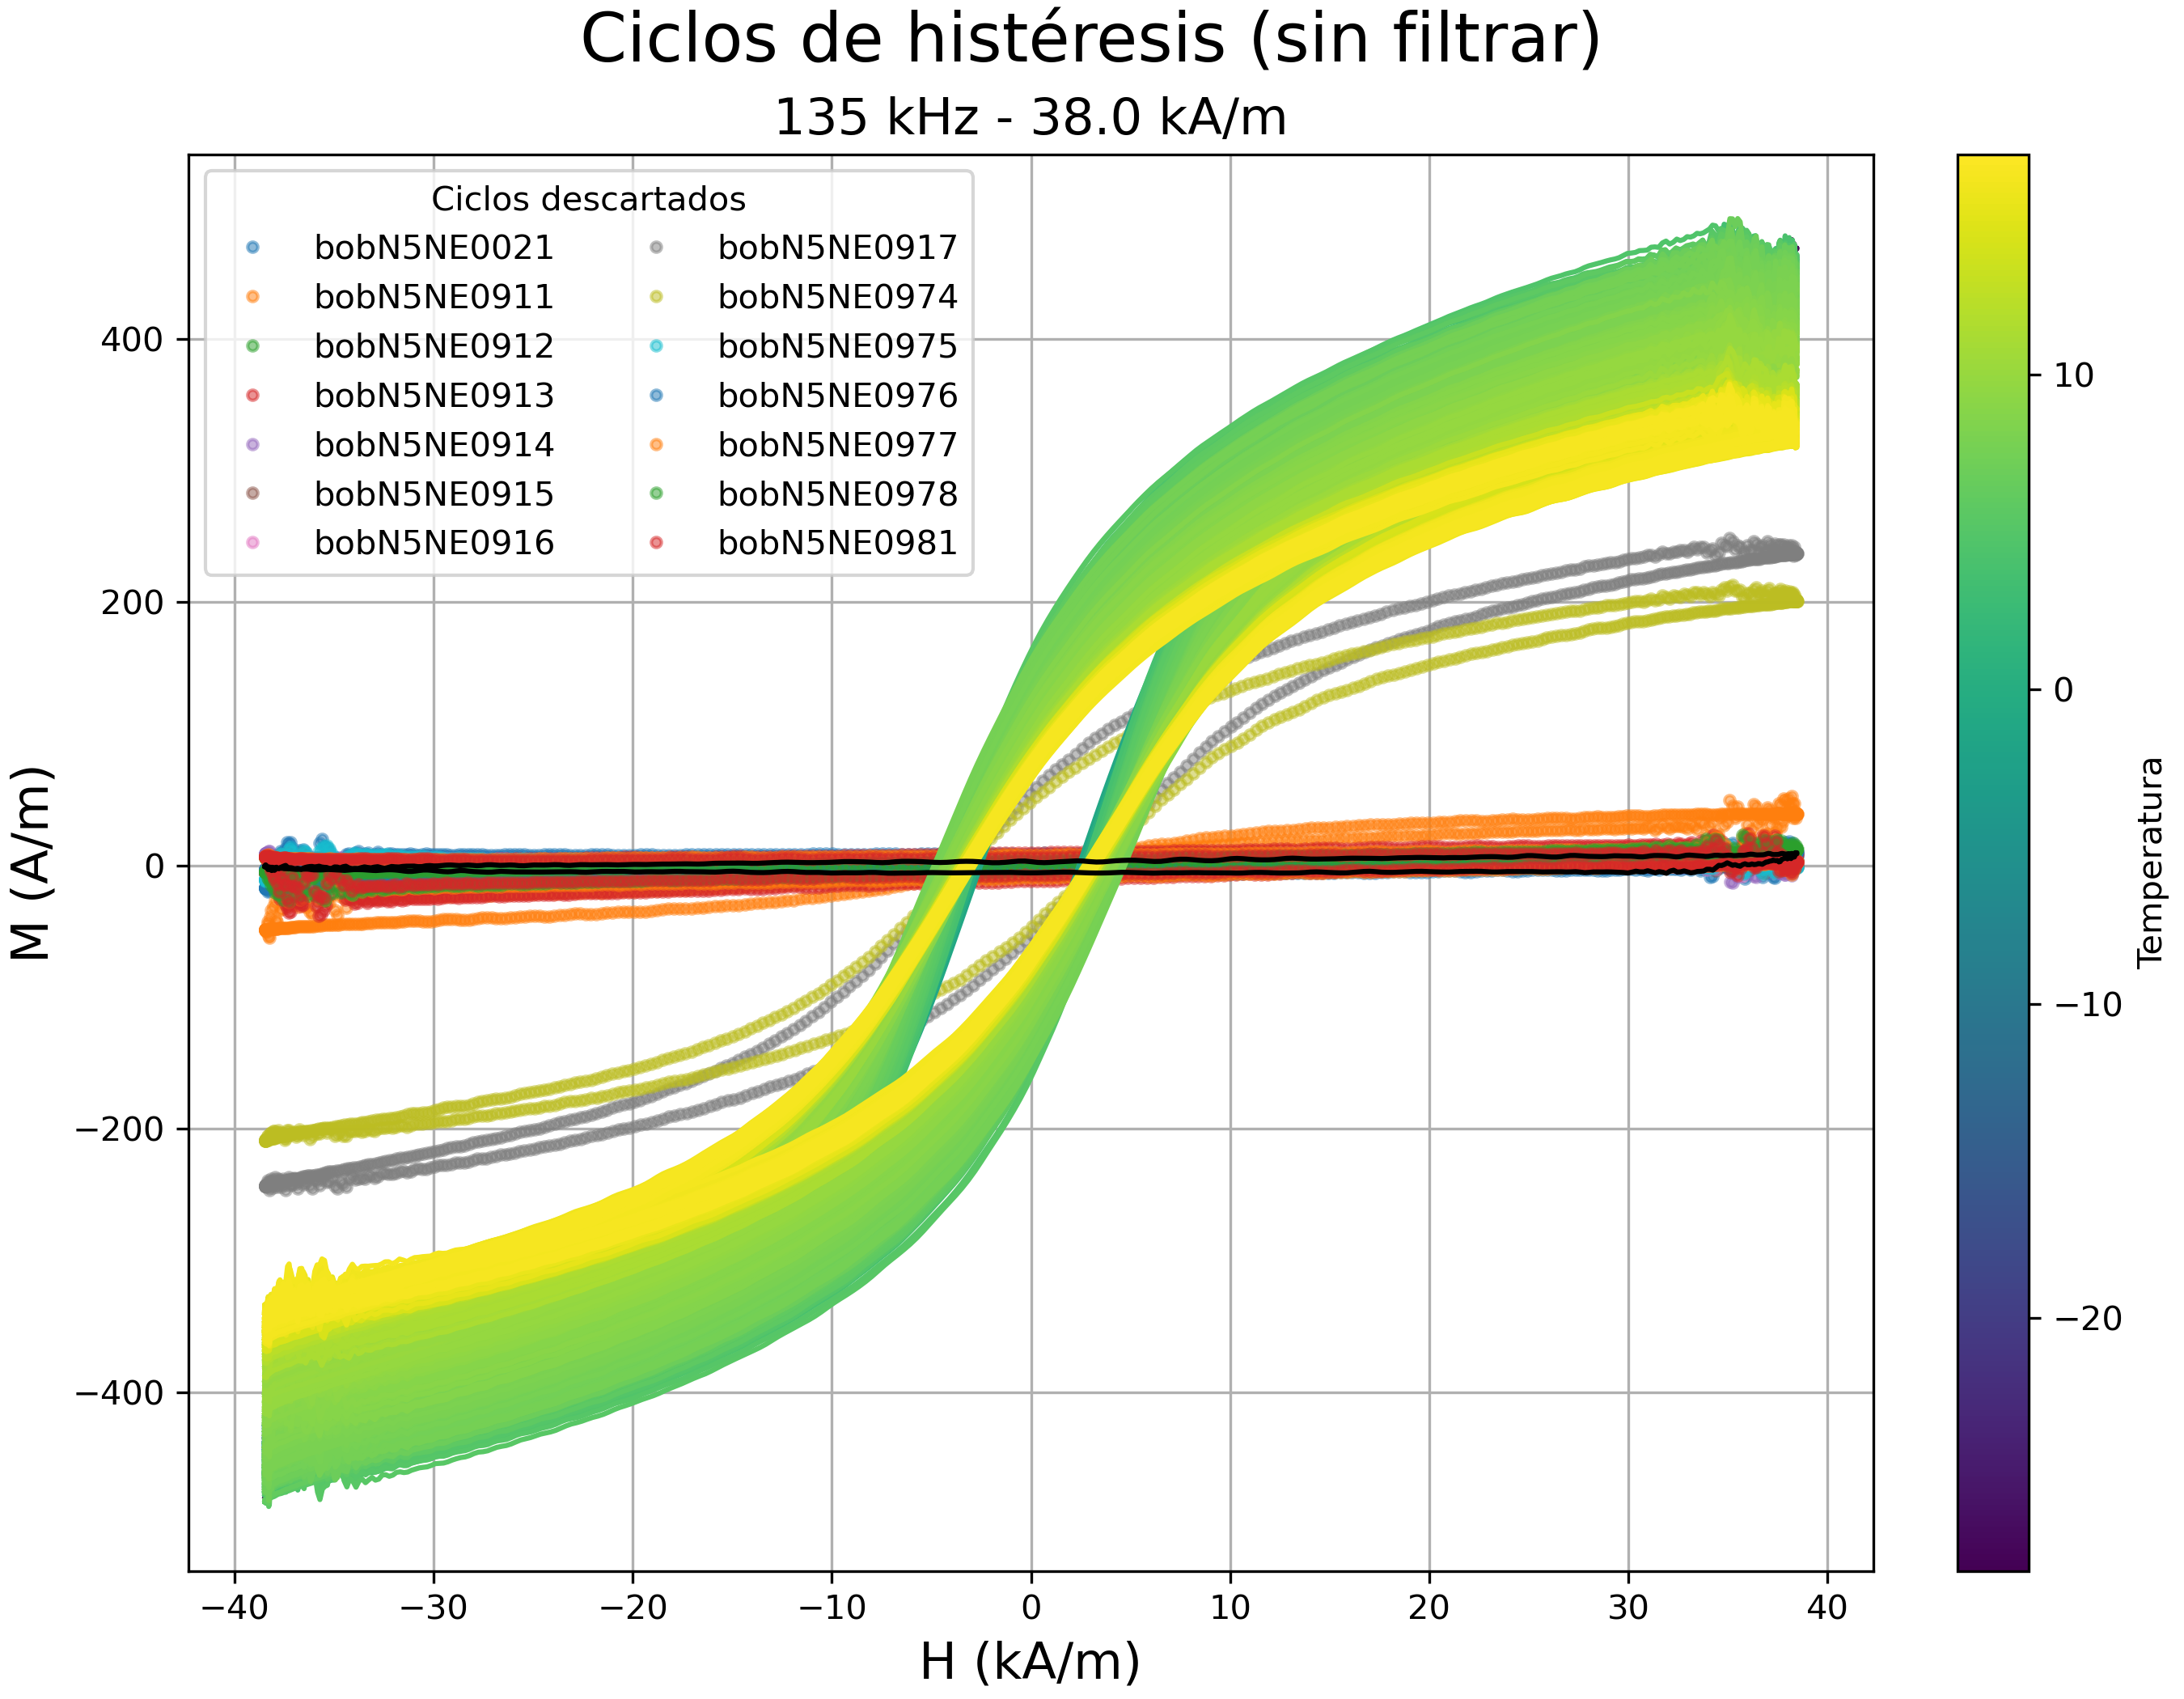 Ciclos de histéresis (sin filtrar)
135 kHz - 38.0 kA/m
Ciclos descartados
bobN5NE0021
bobN5NE0911
bobN5NE0912
bobN5NE0913
bobN5NE0914
bobN5NE0915
bobN5NE0916
bobN5NE0917
bobN5NE0974
bobN5NE0975
bobN5NE0976
bobN5NE0977
bobN5NE0978
bobN5NE0981
M (A/m)
400
200
0
−200
−400
−40
−30
−20
−10
0
10
20
30
40
H (kA/m)
10
0
−10
−20
Temperatura